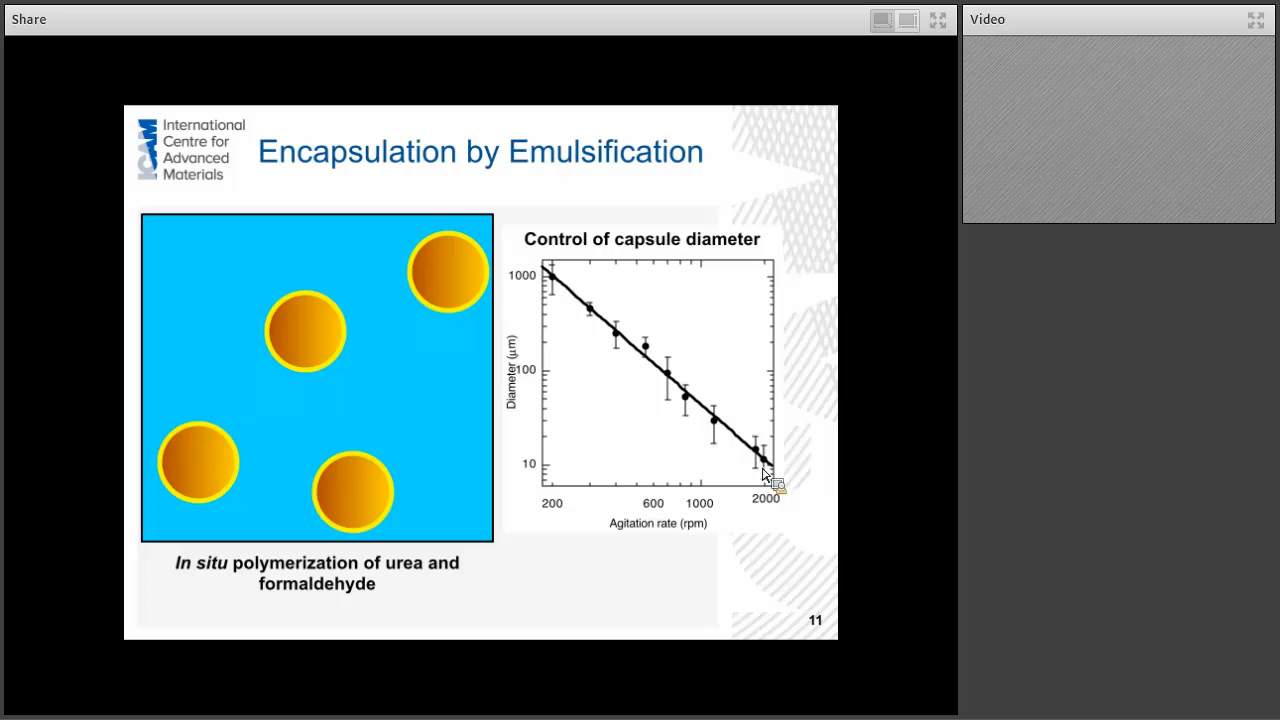 Share
Video
International
Centre for
Advanced
Materials
ICAM
Encapsulation by Emulsification
Control of capsule diameter
1000
100
10
Diameter (μm)
200
600
1000
2000
Agitation rate (rpm)
In situ polymerization of urea and
formaldehyde
11